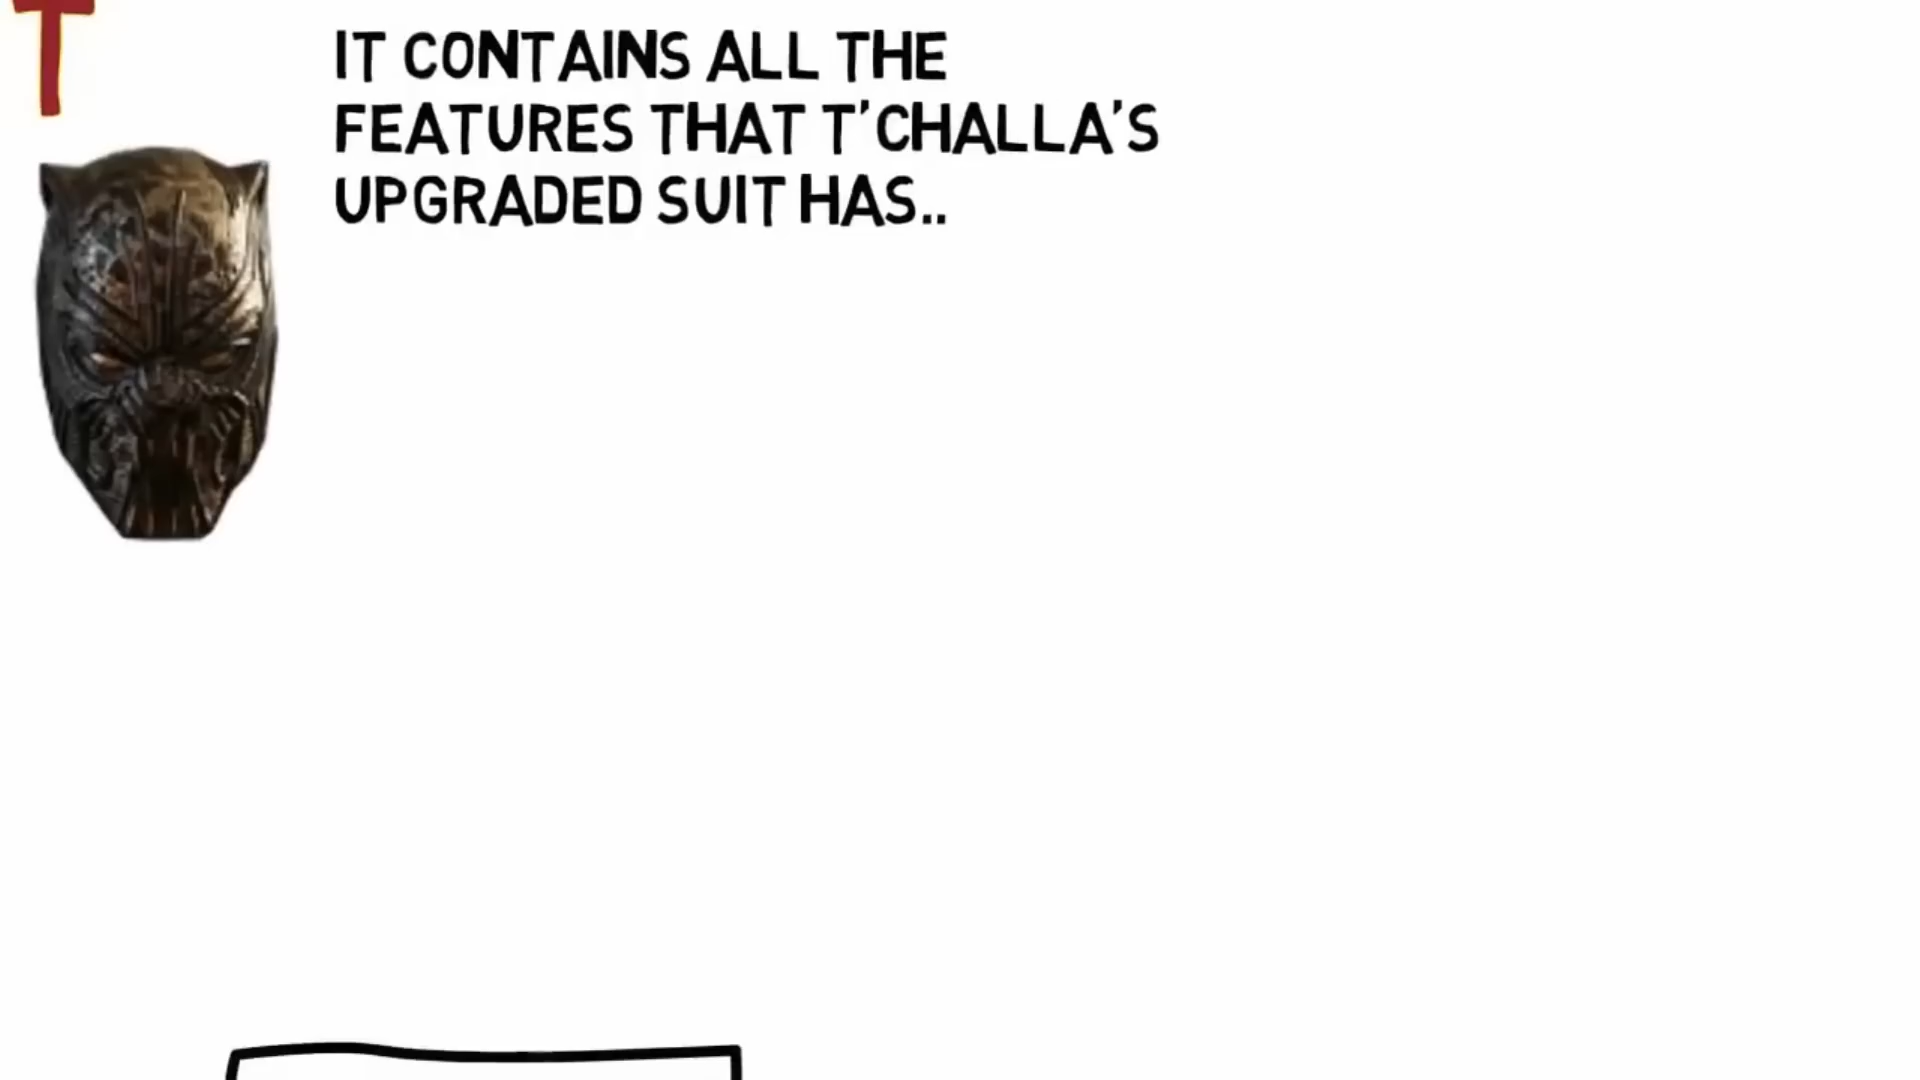 T
IT CONTAINS ALL THE
FEATURES THAT T'CHALLA'S
UPGRADED SUIT HAS..